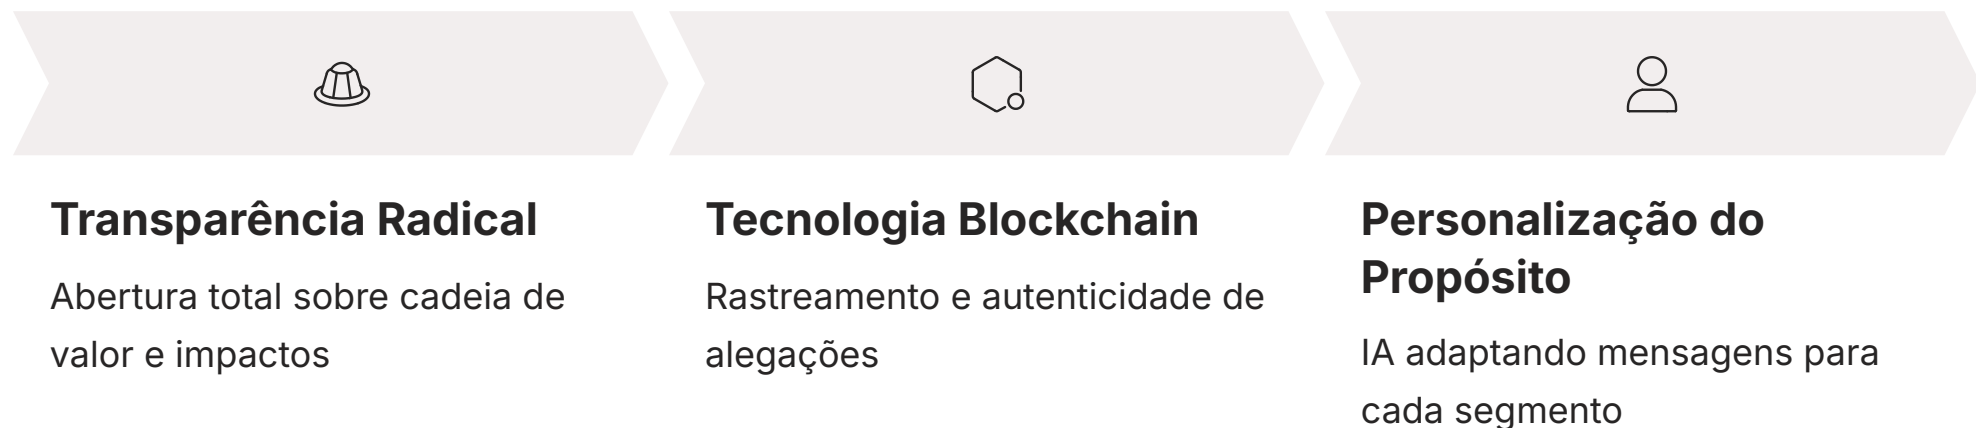 Transparência Radical
Abertura total sobre cadeia de
valor e impactos
Tecnologia Blockchain
Rastreamento e autenticidade de
alegações
Personalização do
Propósito
IA adaptando mensagens para
cada segmento